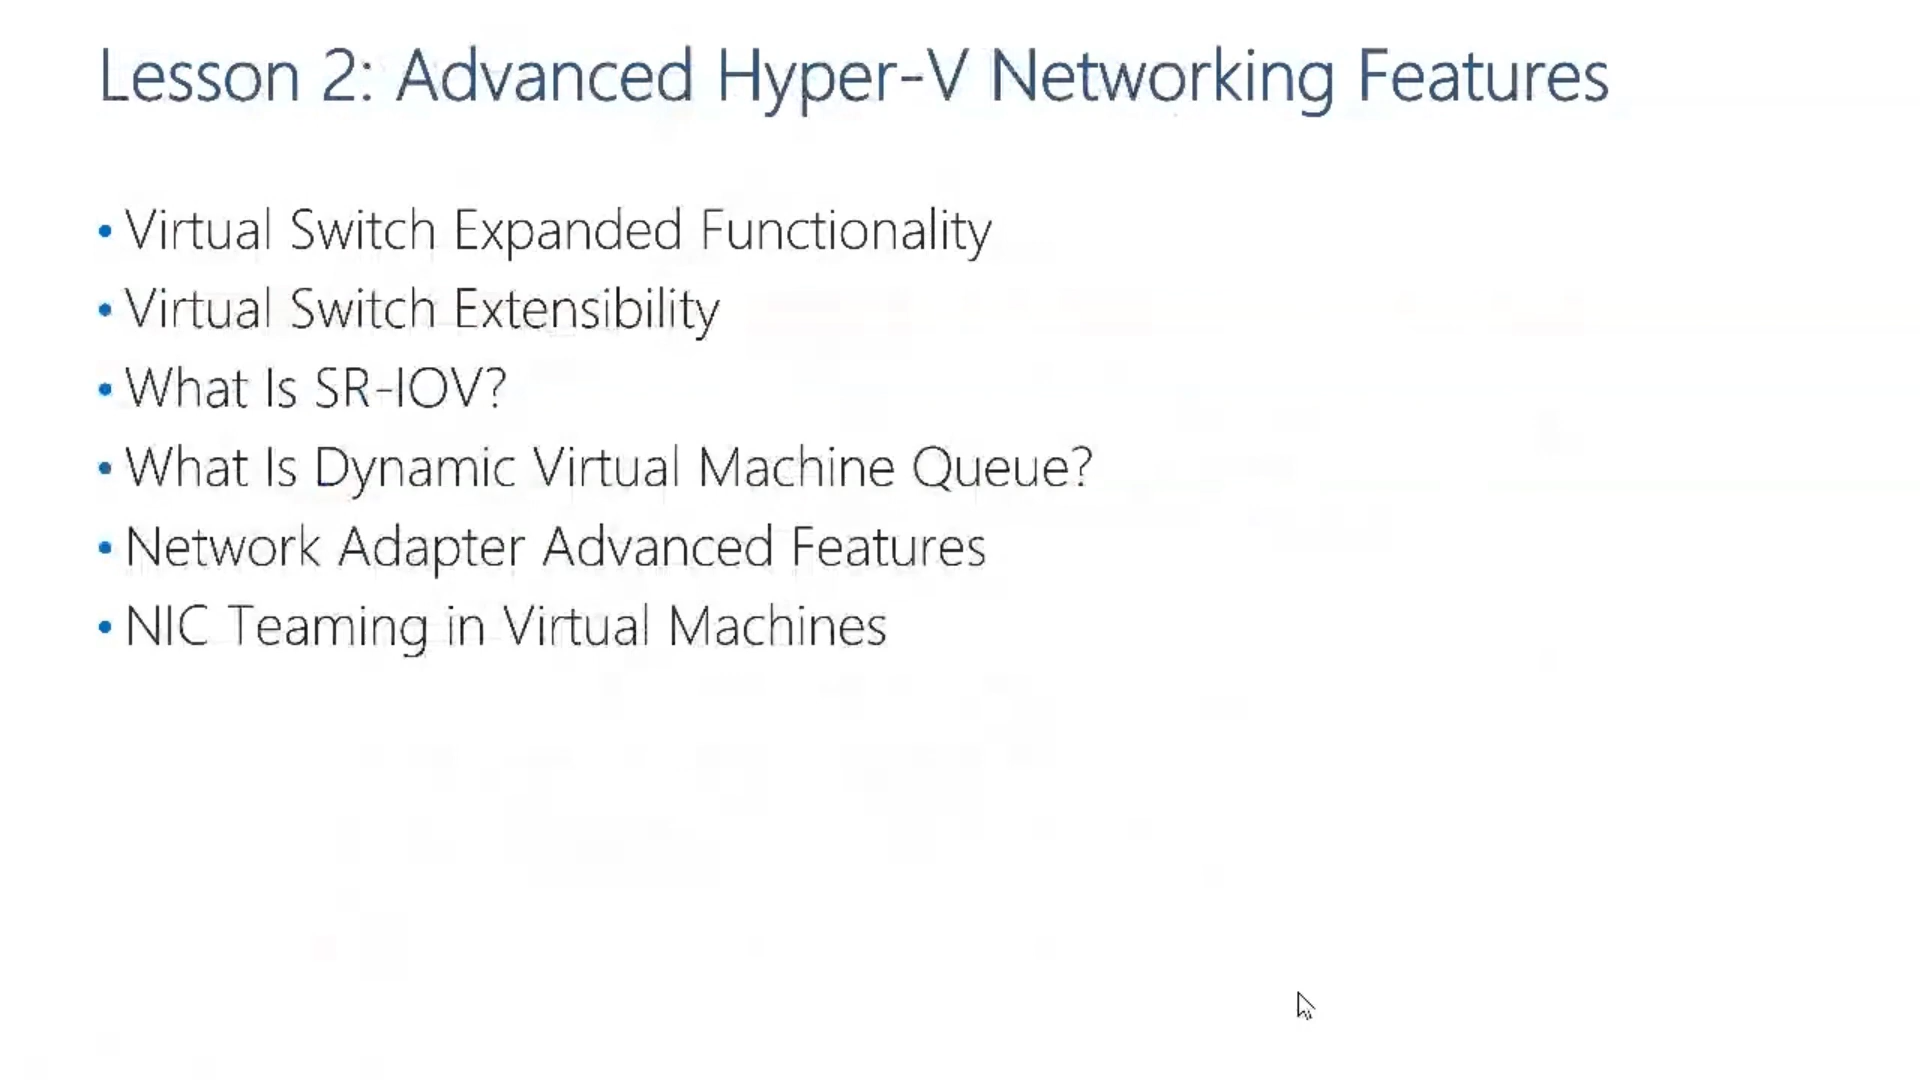 Lesson 2: Advanced Hyper-V Networking Features
• Virtual Switch Expanded Functionality
• Virtual Switch Extensibility
• What Is SR-IOV?
• What Is Dynamic Virtual Machine Queue?
• Network Adapter Advanced Features
• NIC Teaming in Virtual Machines